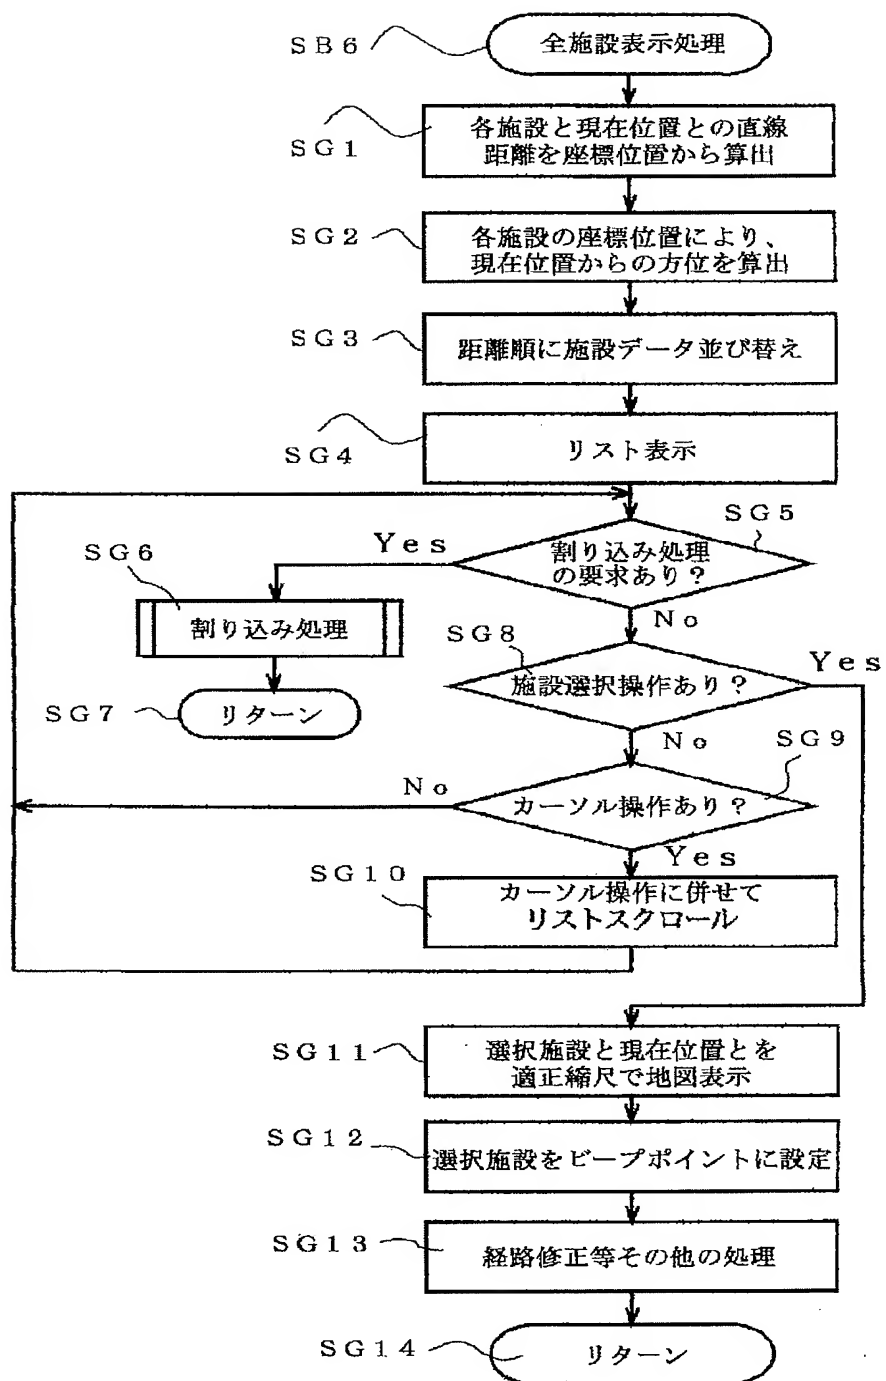 SB6
全施設表示処理
SG1
各施設と現在位置との直線
距離を座標位置から算出
SG2
各施設の座標位置により、
現在位置からの方位を算出
SG3
距離順に施設データ並び替え
SG4
リスト表示
SG5
割り込み処理
の要求あり？
Yes
No
SG6
割り込み処理
SG7
リターン
SG8
施設選択操作あり？
Yes
No
SG9
カーソル操作あり？
No
Yes
SG10
カーソル操作に併せて
リストスクロール
SG11
選択施設と現在位置とを
適正縮尺で地図表示
SG12
選択施設をビープポイントに設定
SG13
経路修正等その他の処理
SG14
リターン